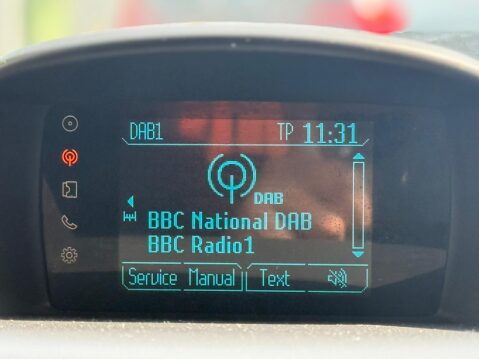 DAB1 TP 11:31
DAB
BBC National DAB
BBC Radio1
Service Manual Text